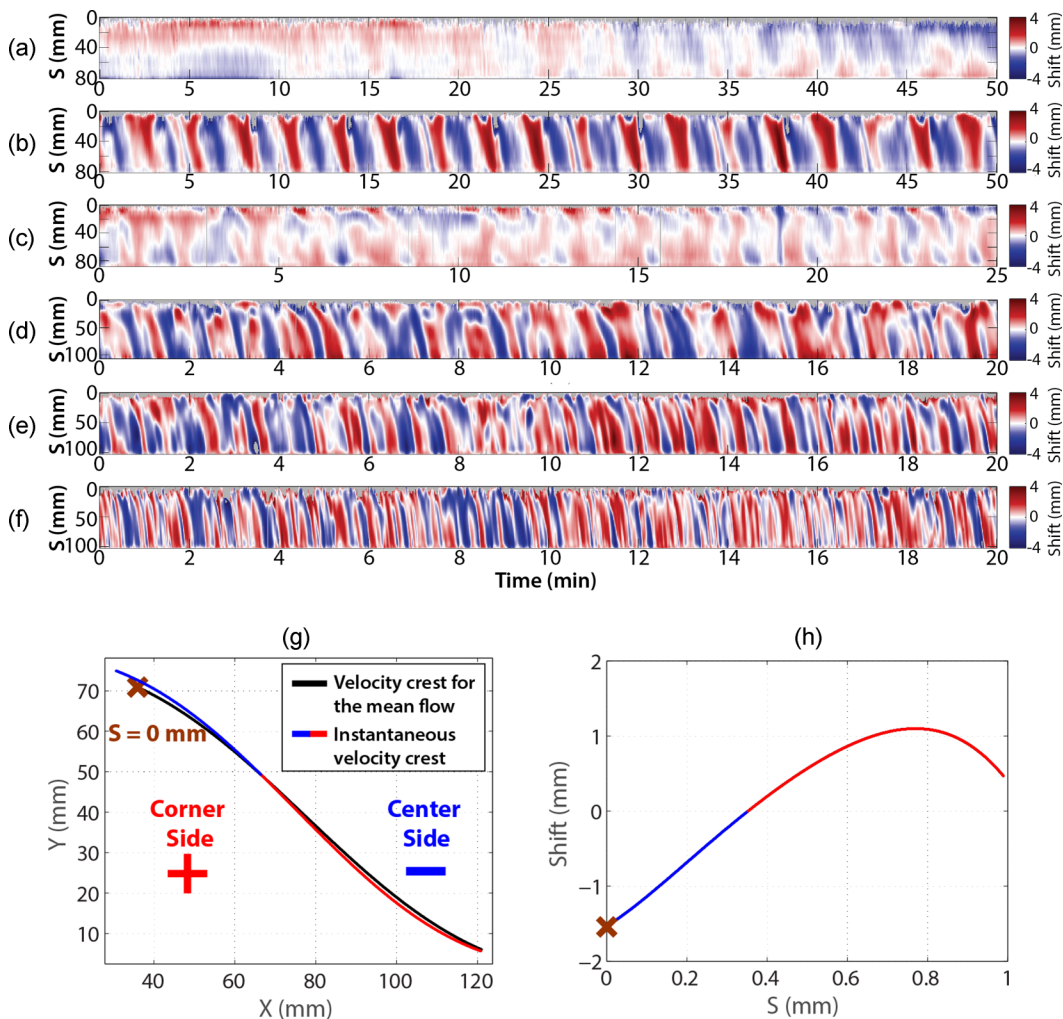 (a)
S (mm)
0
40
80
0 5 10 15 20 25 30 35 40 45 50
4
0
-4
Shift (mm)
(b)
S (mm)
0
40
80
0 5 10 15 20 25 30 35 40 45 50
4
0
-4
Shift (mm)
(c)
S (mm)
0
40
80
0 5 10 15 20 25
4
0
-4
Shift (mm)
(d)
S (mm)
0
50
100
0 2 4 6 8 10 12 14 16 18 20
4
0
-4
Shift (mm)
(e)
S (mm)
0
50
100
0 2 4 6 8 10 12 14 16 18 20
4
0
-4
Shift (mm)
(f)
S (mm)
0
50
100
0 2 4 6 8 10 12 14 16 18 20
4
0
-4
Shift (mm)
Time (min)
(g)
Y (mm)
70
60
50
40
30
20
10
Velocity crest for
the mean flow
Instantaneous
velocity crest
S = 0 mm
Corner
Side
+
Center
Side
−
40 60 80 100 120
X (mm)
(h)
Shift (mm)
2
1
0
−1
−2
0 0.2 0.4 0.6 0.8 1
S (mm)